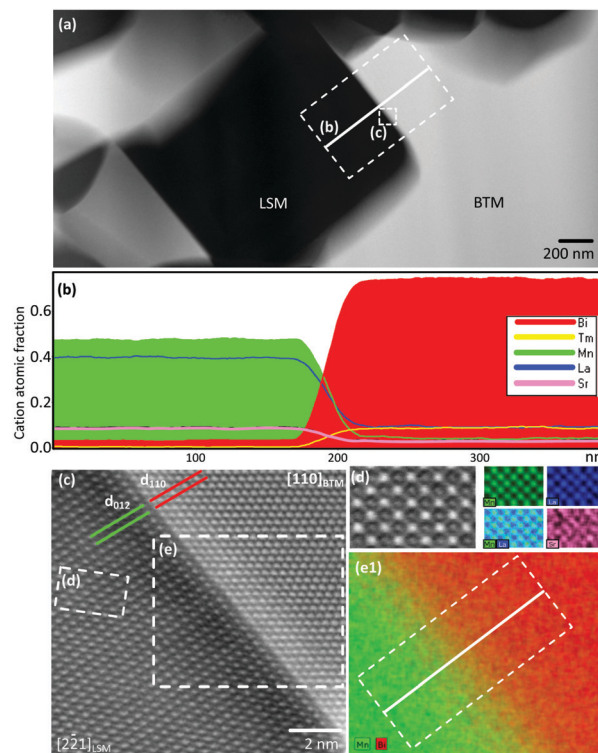 (a)
(b)
(c)
LSM
BTM
200 nm
(b)
Cation atomic fraction
0.6
0.4
0.2
0.0
Bi
Tm
Mn
La
Sr
100
200
300
nm
(c)
d110
[110]BTM
d012
(e)
(d)
[2-21]LSM
2 nm
(d)
Mn
La
Mn La
Sr
(e1)
Mn Bi